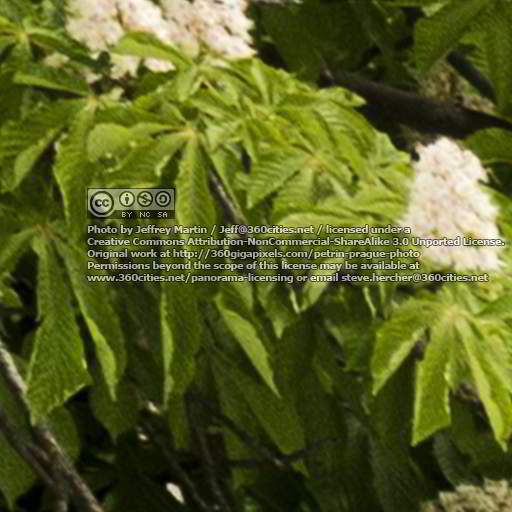 cc
BY NC SA
Photo by Jeffrey Martin / Jeff@360cities.net / licensed under a
Creative Commons Attribution-NonCommercial-ShareAlike 3.0 Unported License.
Original work at http://360gigapixels.com/petrin-prague-photo
Permissions beyond the scope of this license may be available at
www.360cities.net/panorama-licensing or email steve.hercher@360cities.net